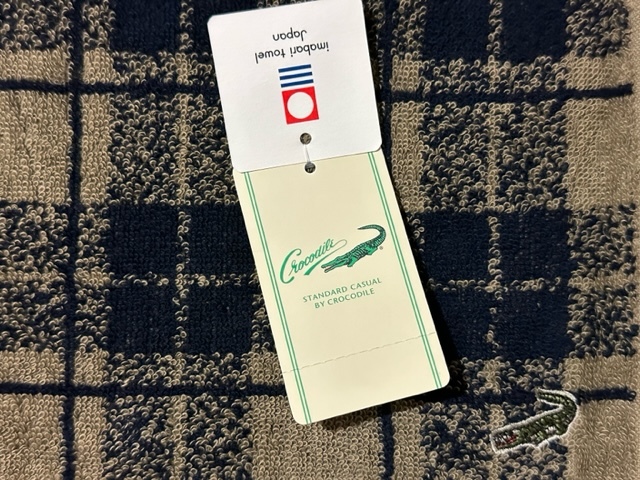 imabari towel
Japan
Crocodile
STANDARD CASUAL
BY CROCODILE